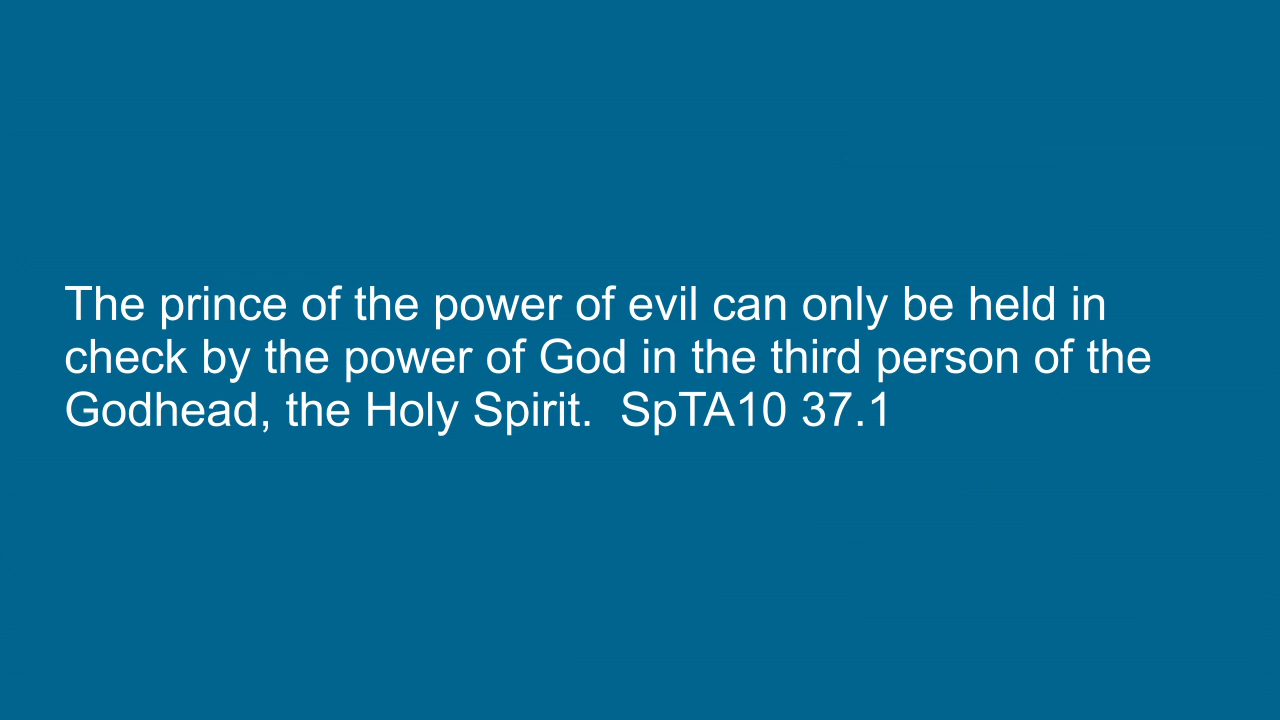 The prince of the power of evil can only be held in
check by the power of God in the third person of the
Godhead, the Holy Spirit.  SpTA10 37.1